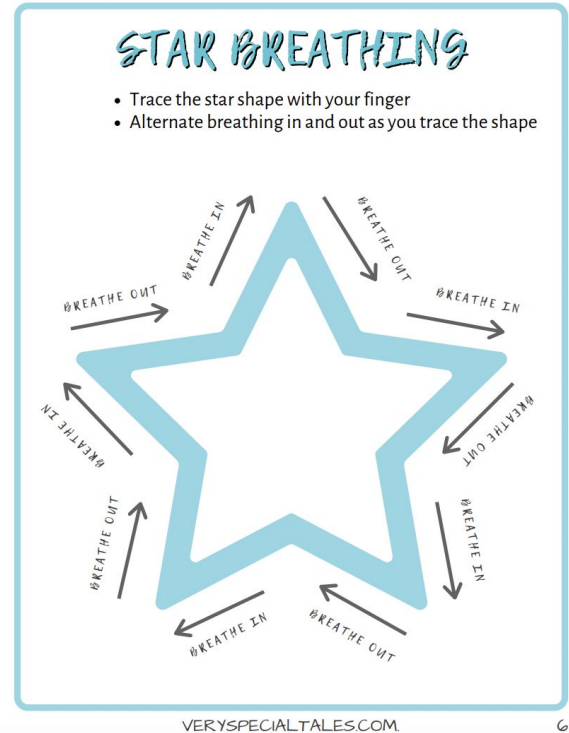 STAR BREATHING
• Trace the star shape with your finger
• Alternate breathing in and out as you trace the shape
BREATHE IN
BREATHE OUT
BREATHE IN
BREATHE OUT
BREATHE IN
BREATHE OUT
BREATHE IN
BREATHE OUT
BREATHE IN
BREATHE OUT
VERYSPECIALTALES.COM.
6